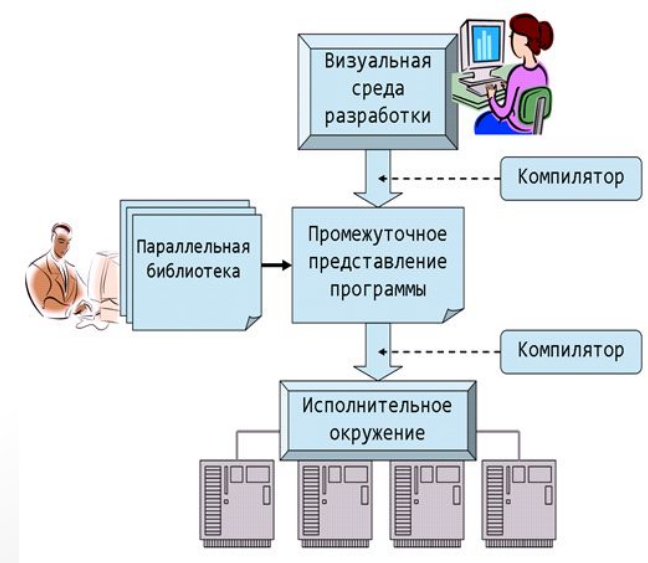 Визуальная
среда
разработки
Компилятор
Параллельная
библиотека
Промежуточное
представление
программы
Компилятор
Исполнительное
окружение